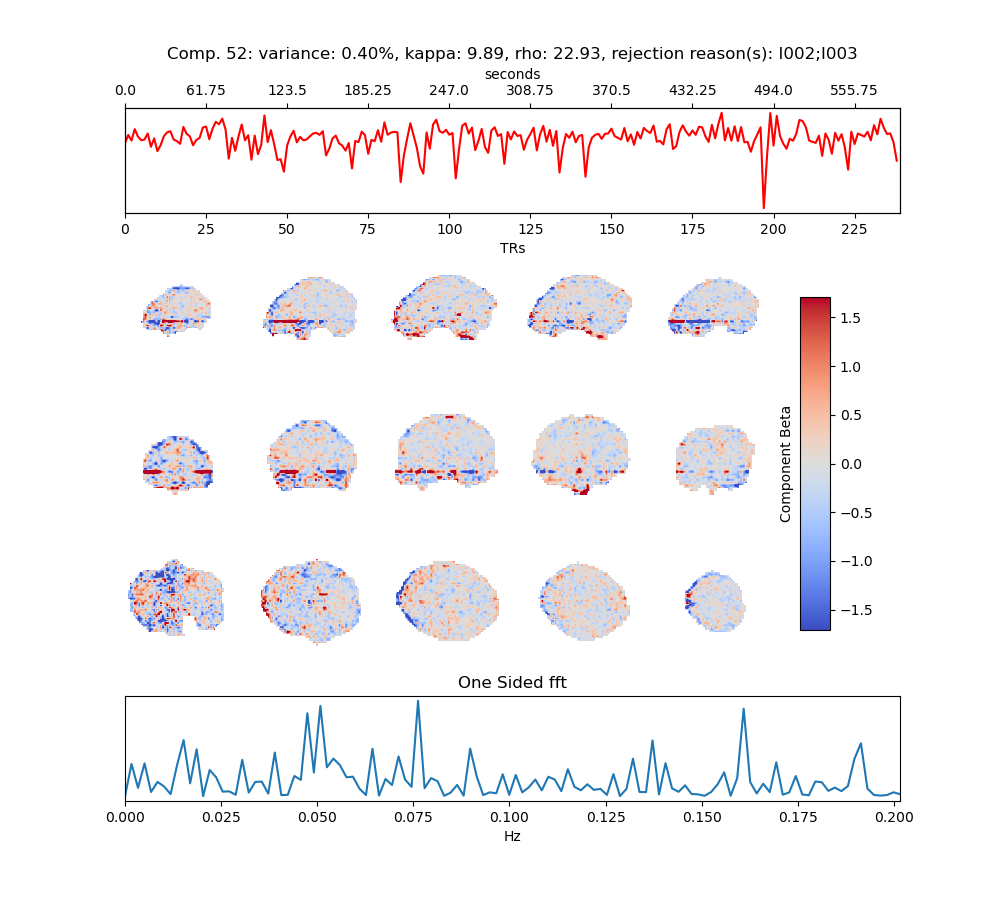 Comp. 52: variance: 0.40%, kappa: 9.89, rho: 22.93, rejection reason(s): I002;I003
seconds
0.0 61.75 123.5 185.25 247.0 308.75 370.5 432.25 494.0 555.75
0 25 50 75 100 125 150 175 200 225
TRs
1.5
1.0
0.5
0.0
−0.5
−1.0
−1.5
Component Beta
One Sided fft
0.000 0.025 0.050 0.075 0.100 0.125 0.150 0.175 0.200
Hz